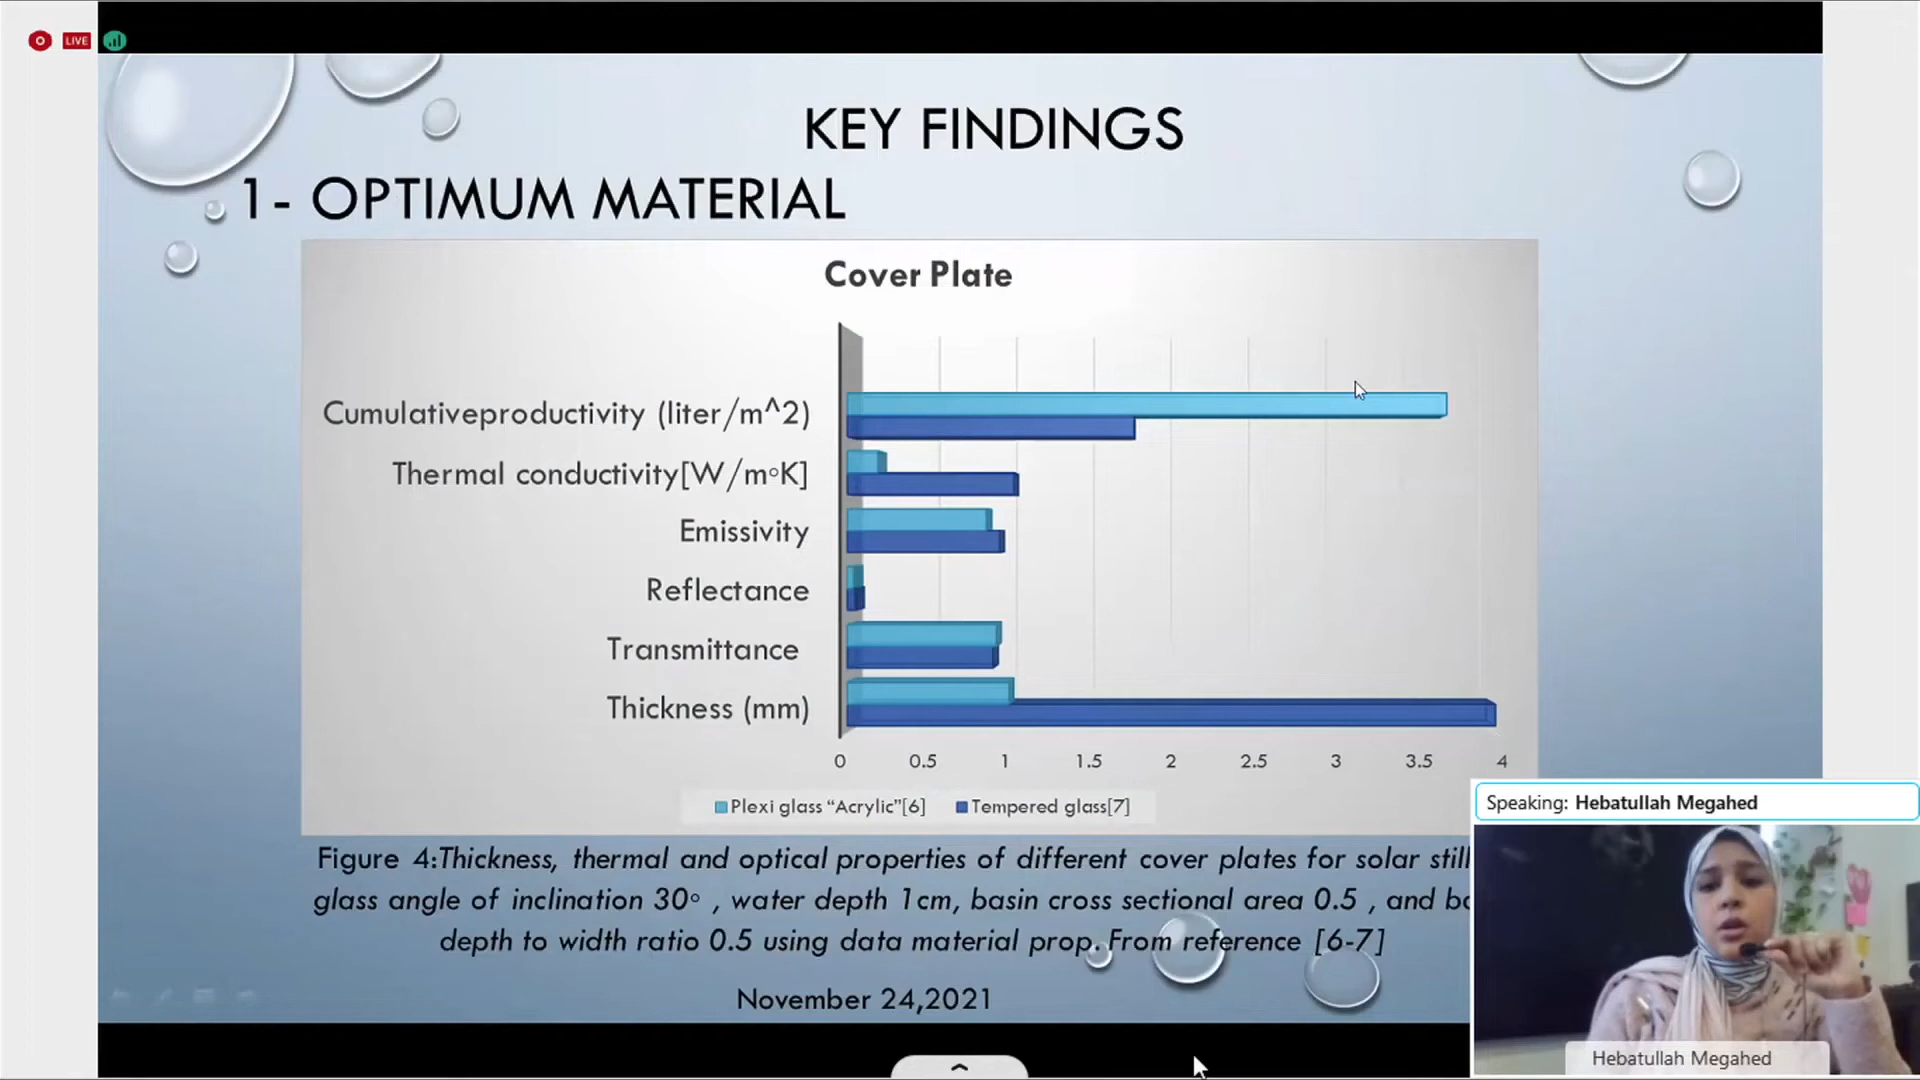 LIVE
KEY FINDINGS
1- OPTIMUM MATERIAL
Cover Plate
Cumulativeproductivity (liter/m^2)
Thermal conductivity[W/m◦K]
Emissivity
Reflectance
Transmittance
Thickness (mm)
0 0.5 1 1.5 2 2.5 3 3.5 4
Plexi glass “Acrylic”[6] Tempered glass[7]
Figure 4:Thickness, thermal and optical properties of different cover plates for solar still
glass angle of inclination 30◦ , water depth 1cm, basin cross sectional area 0.5 , and
depth to width ratio 0.5 using data material prop. From reference [6-7]
November 24,2021
Speaking: Hebatullah Megahed
Hebatullah Megahed